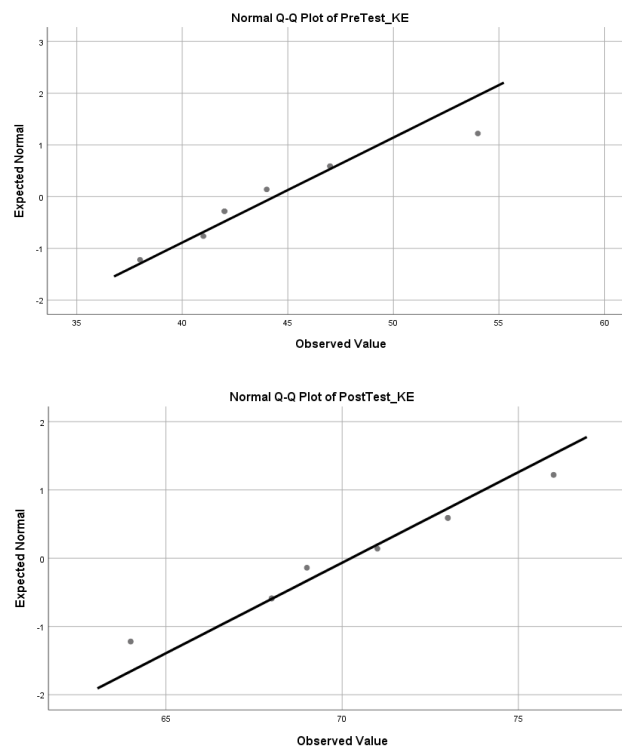 Normal Q-Q Plot of PreTest_KE
3
2
1
0
-1
-2
Expected Normal
35 40 45 50 55 60
Observed Value
Normal Q-Q Plot of PostTest_KE
2
1
0
-1
-2
Expected Normal
65 70 75
Observed Value